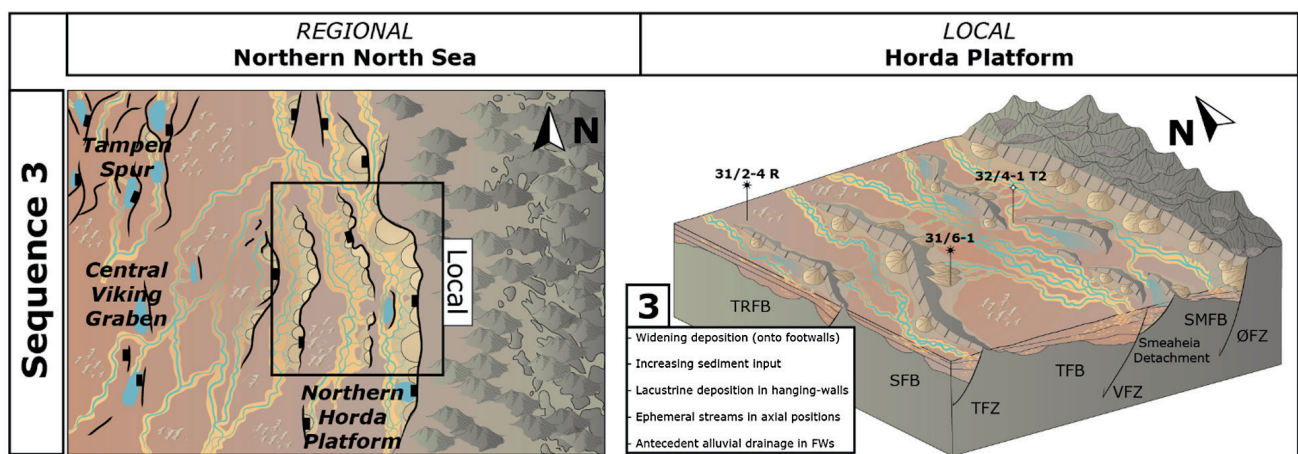 REGIONAL
Northern North Sea
LOCAL
Horda Platform
Sequence 3
Tampen
Spur
N
Central
Viking
Graben
Local
Northern
Horda
Platform
N
31/2-4 R
32/4-1 T2
31/6-1
TRFB
SFB
TFZ
TFB
VFZ
Smeaheia
Detachment
SMFB
ØFZ
3
- Widening deposition (onto footwalls)
- Increasing sediment input
- Lacustrine deposition in hanging-walls
- Ephemeral streams in axial positions
- Antecedent alluvial drainage in FWs